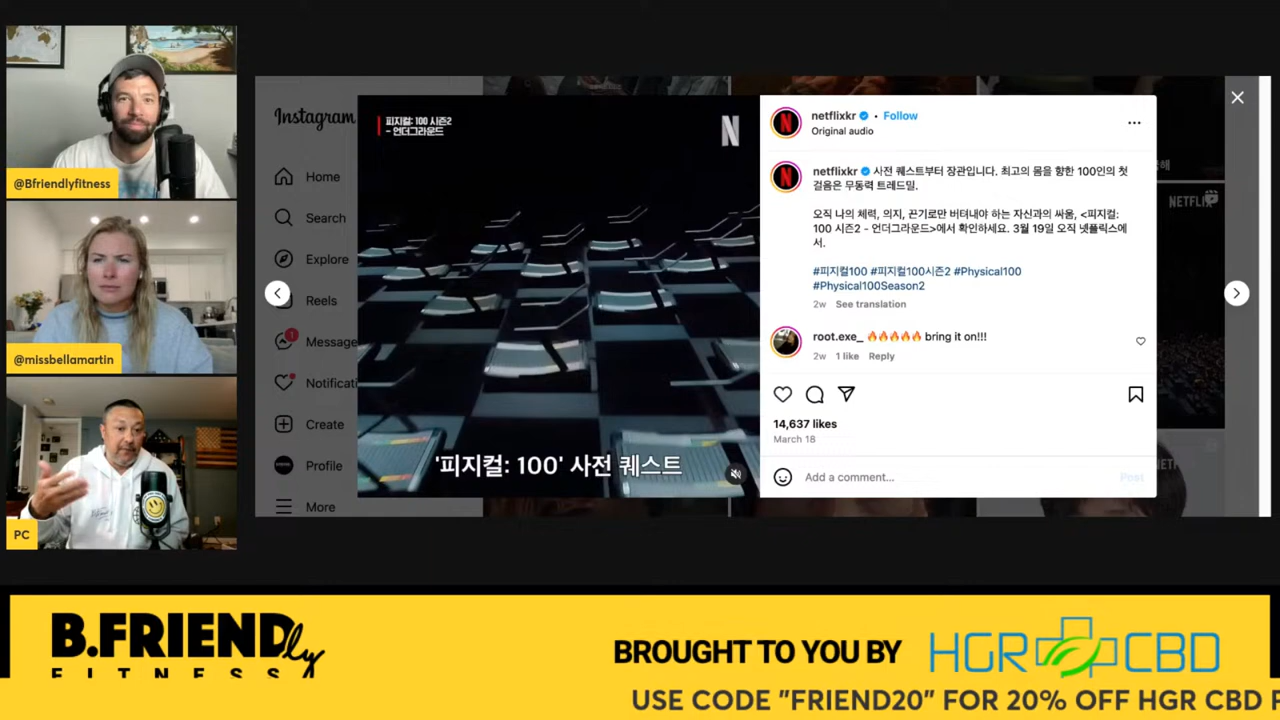 @Bfriendlyfitness
@missbellamartin
PC
Instagram
Home
Search
Explore
Reels
1
Message
Notificati
Create
Profile
More
피지컬: 100 시즌2
- 언더그라운드
N
'피지컬: 100' 사전 퀘스트
netflixkr • Follow
Original audio
netflixkr 사전 퀘스트부터 장관입니다. 최고의 몸을 향한 100인의 첫
걸음은 무동력 트레드밀.
오직 나의 체력, 의지, 끈기로만 버텨내야 하는 자신과의 싸움, <피지컬:
100 시즌2 - 언더그라운드>에서 확인하세요. 3월 19일 오직 넷플릭스에
서.
#피지컬100 #피지컬100시즌2 #Physical100
#Physical100Season2
2w See translation
root.exe_ 🔥🔥🔥🔥🔥 bring it on!!!
2w 1 like Reply
14,637 likes
March 18
Add a comment...
Post
NETFLIX
B.FRIENDly
FITNESS
BROUGHT TO YOU BY
HGR CBD
USE CODE "FRIEND20" FOR 20% OFF HGR CBD P